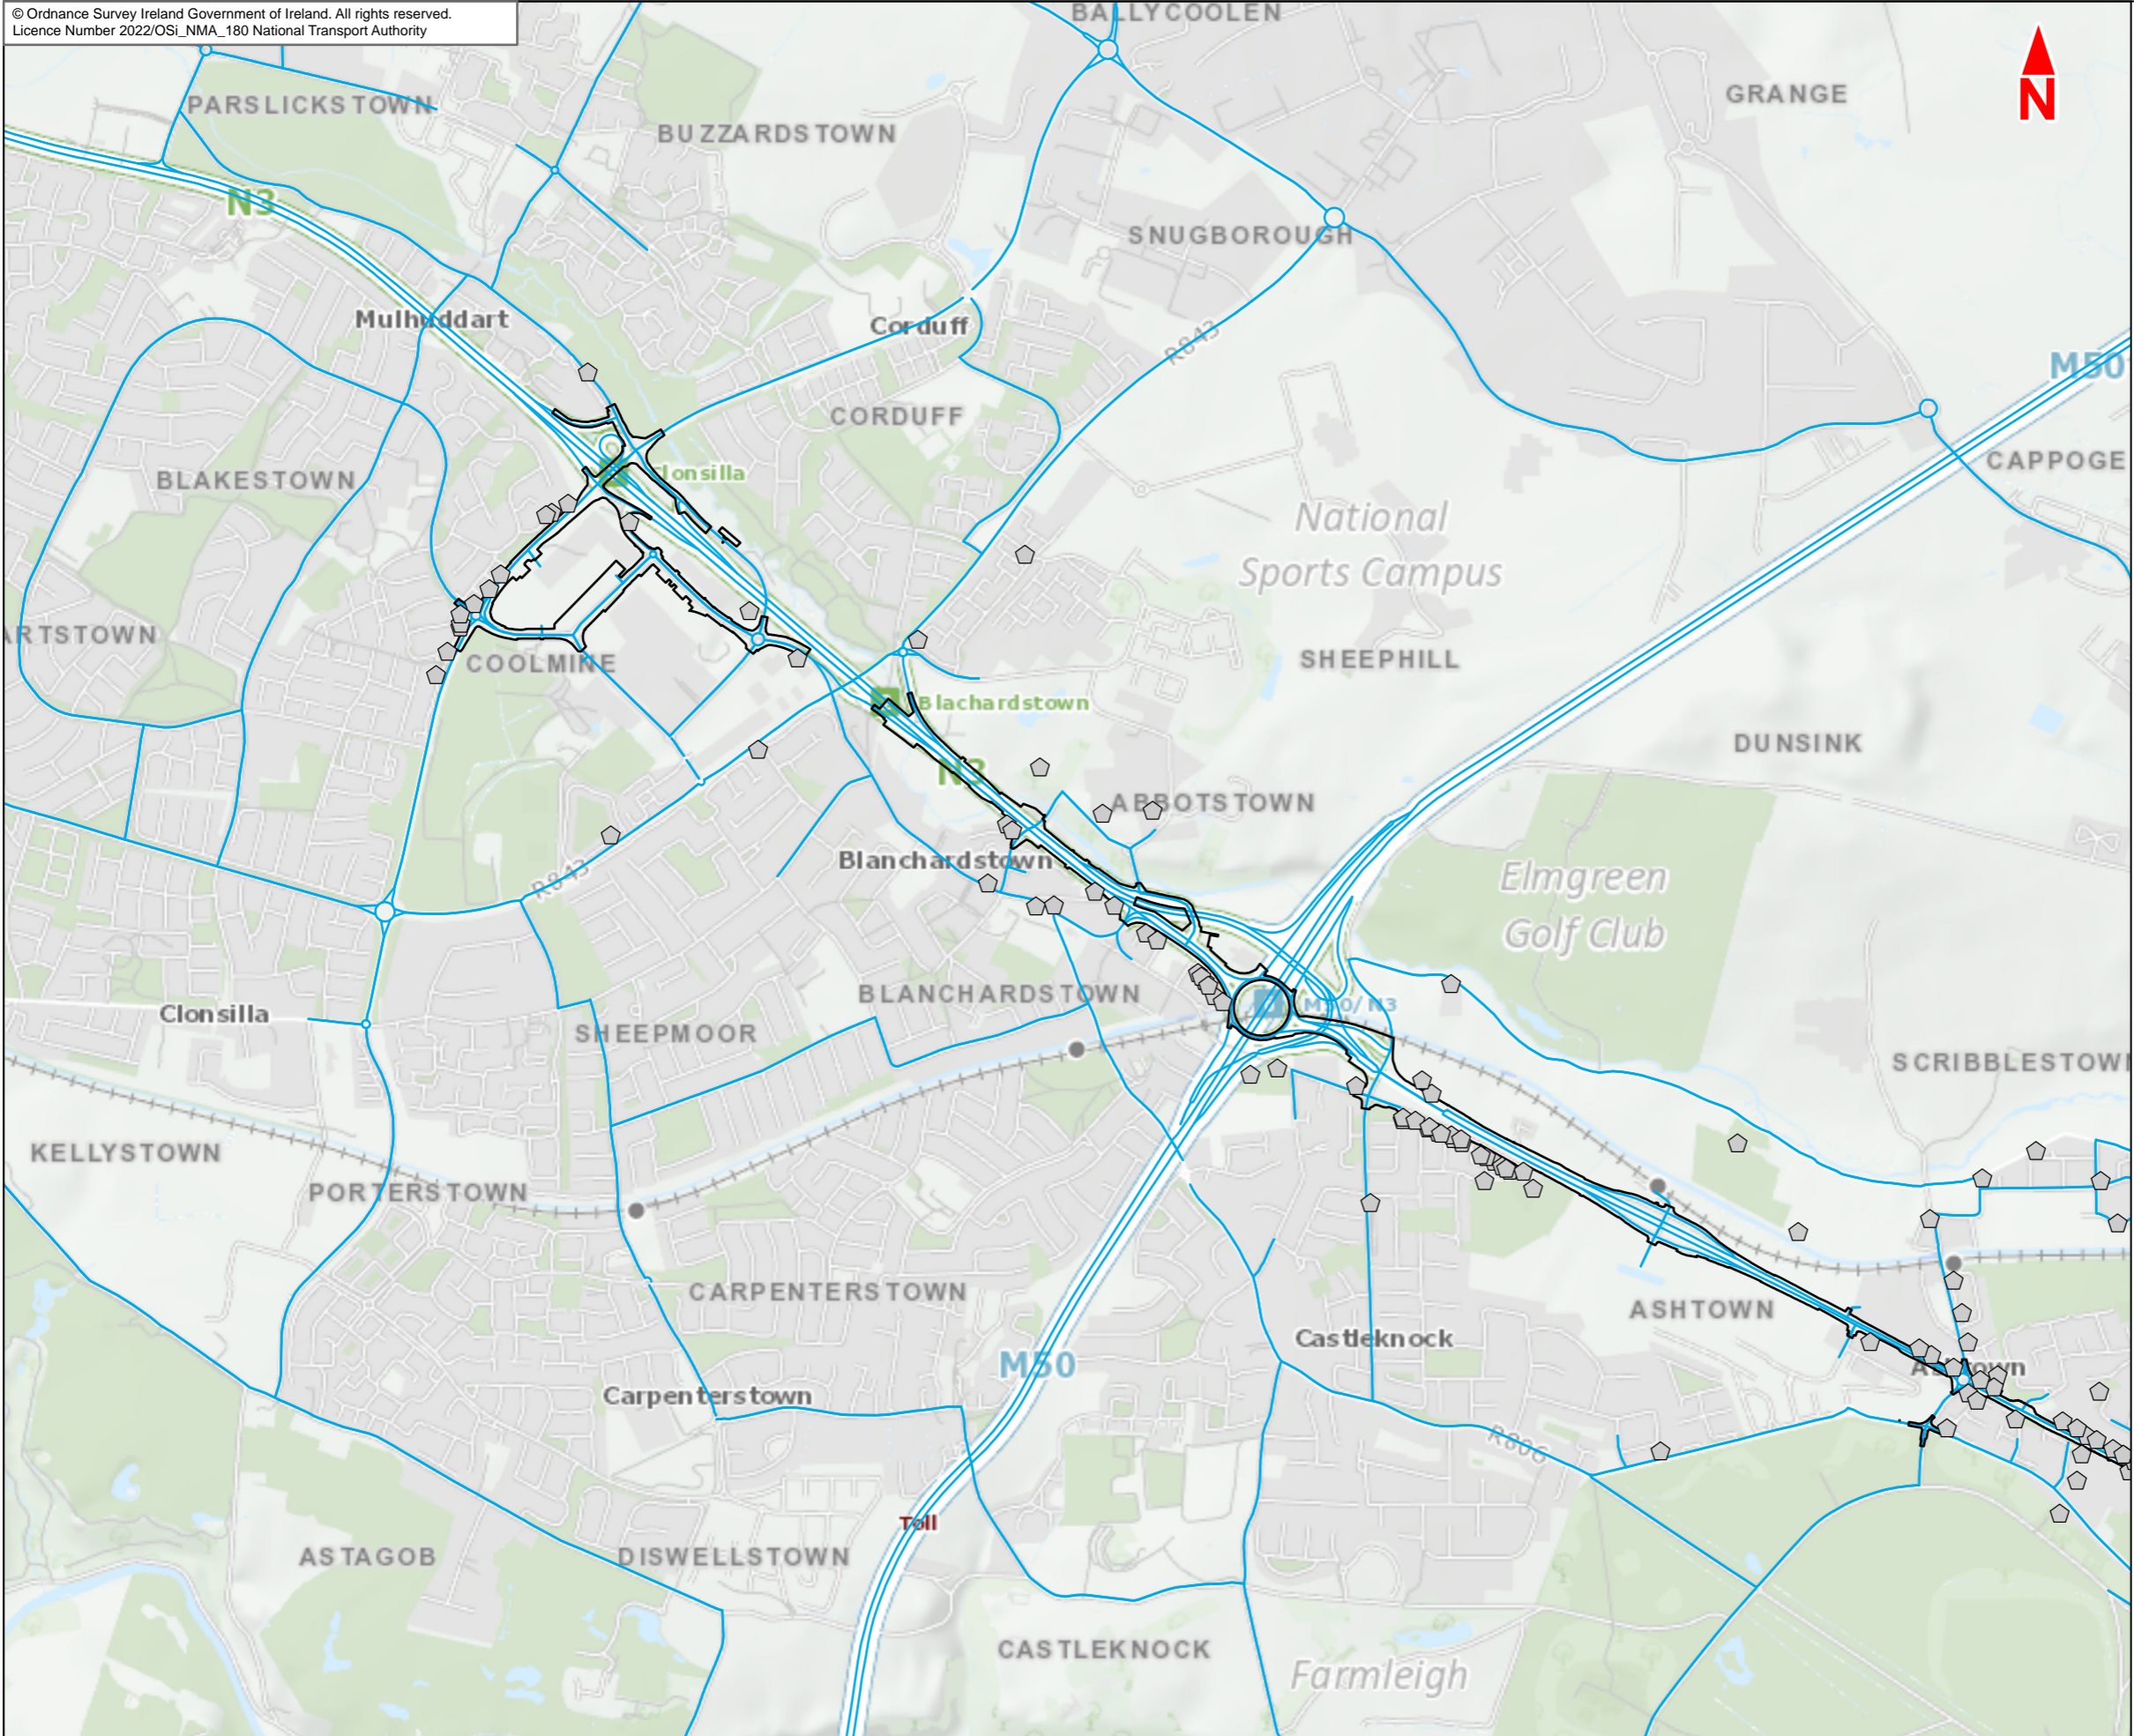 © Ordnance Survey Ireland Government of Ireland. All rights reserved.
Licence Number 2022/OSi_NMA_180 National Transport Authority
BALLYCOOLEN
N
GRANGE
PARSLICKSTOWN
BUZZARDSTOWN
N3
SNUGBOROUGH
Mulhuddart
Corduff
R843
M50
CORDUFF
CAPPOGE
BLAKESTOWN
lonsilla
National
Sports Campus
ARTSTOWN
COOLMINE
SHEEPHILL
Blachardstown
DUNSINK
N3
ABBOTSTOWN
Blanchardstown
R843
Elmgreen
Golf Club
BLANCHARDSTOWN
M50/ N3
Clonsilla
SHEEPMOOR
SCRIBBLESTOWN
KELLYSTOWN
PORTERSTOWN
CARPENTERSTOWN
ASHTOWN
Castleknock
M50
Ashtown
Carpenterstown
R806
Toll
ASTAGOB
DISWELLSTOWN
CASTLEKNOCK
Farmleigh